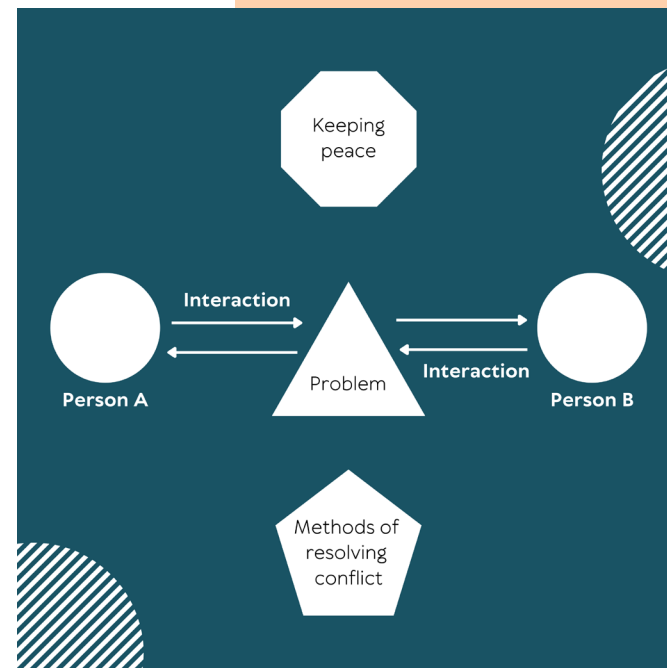 Keeping
peace
Interaction
Problem
Interaction
Person A
Person B
Methods of
resolving
conflict